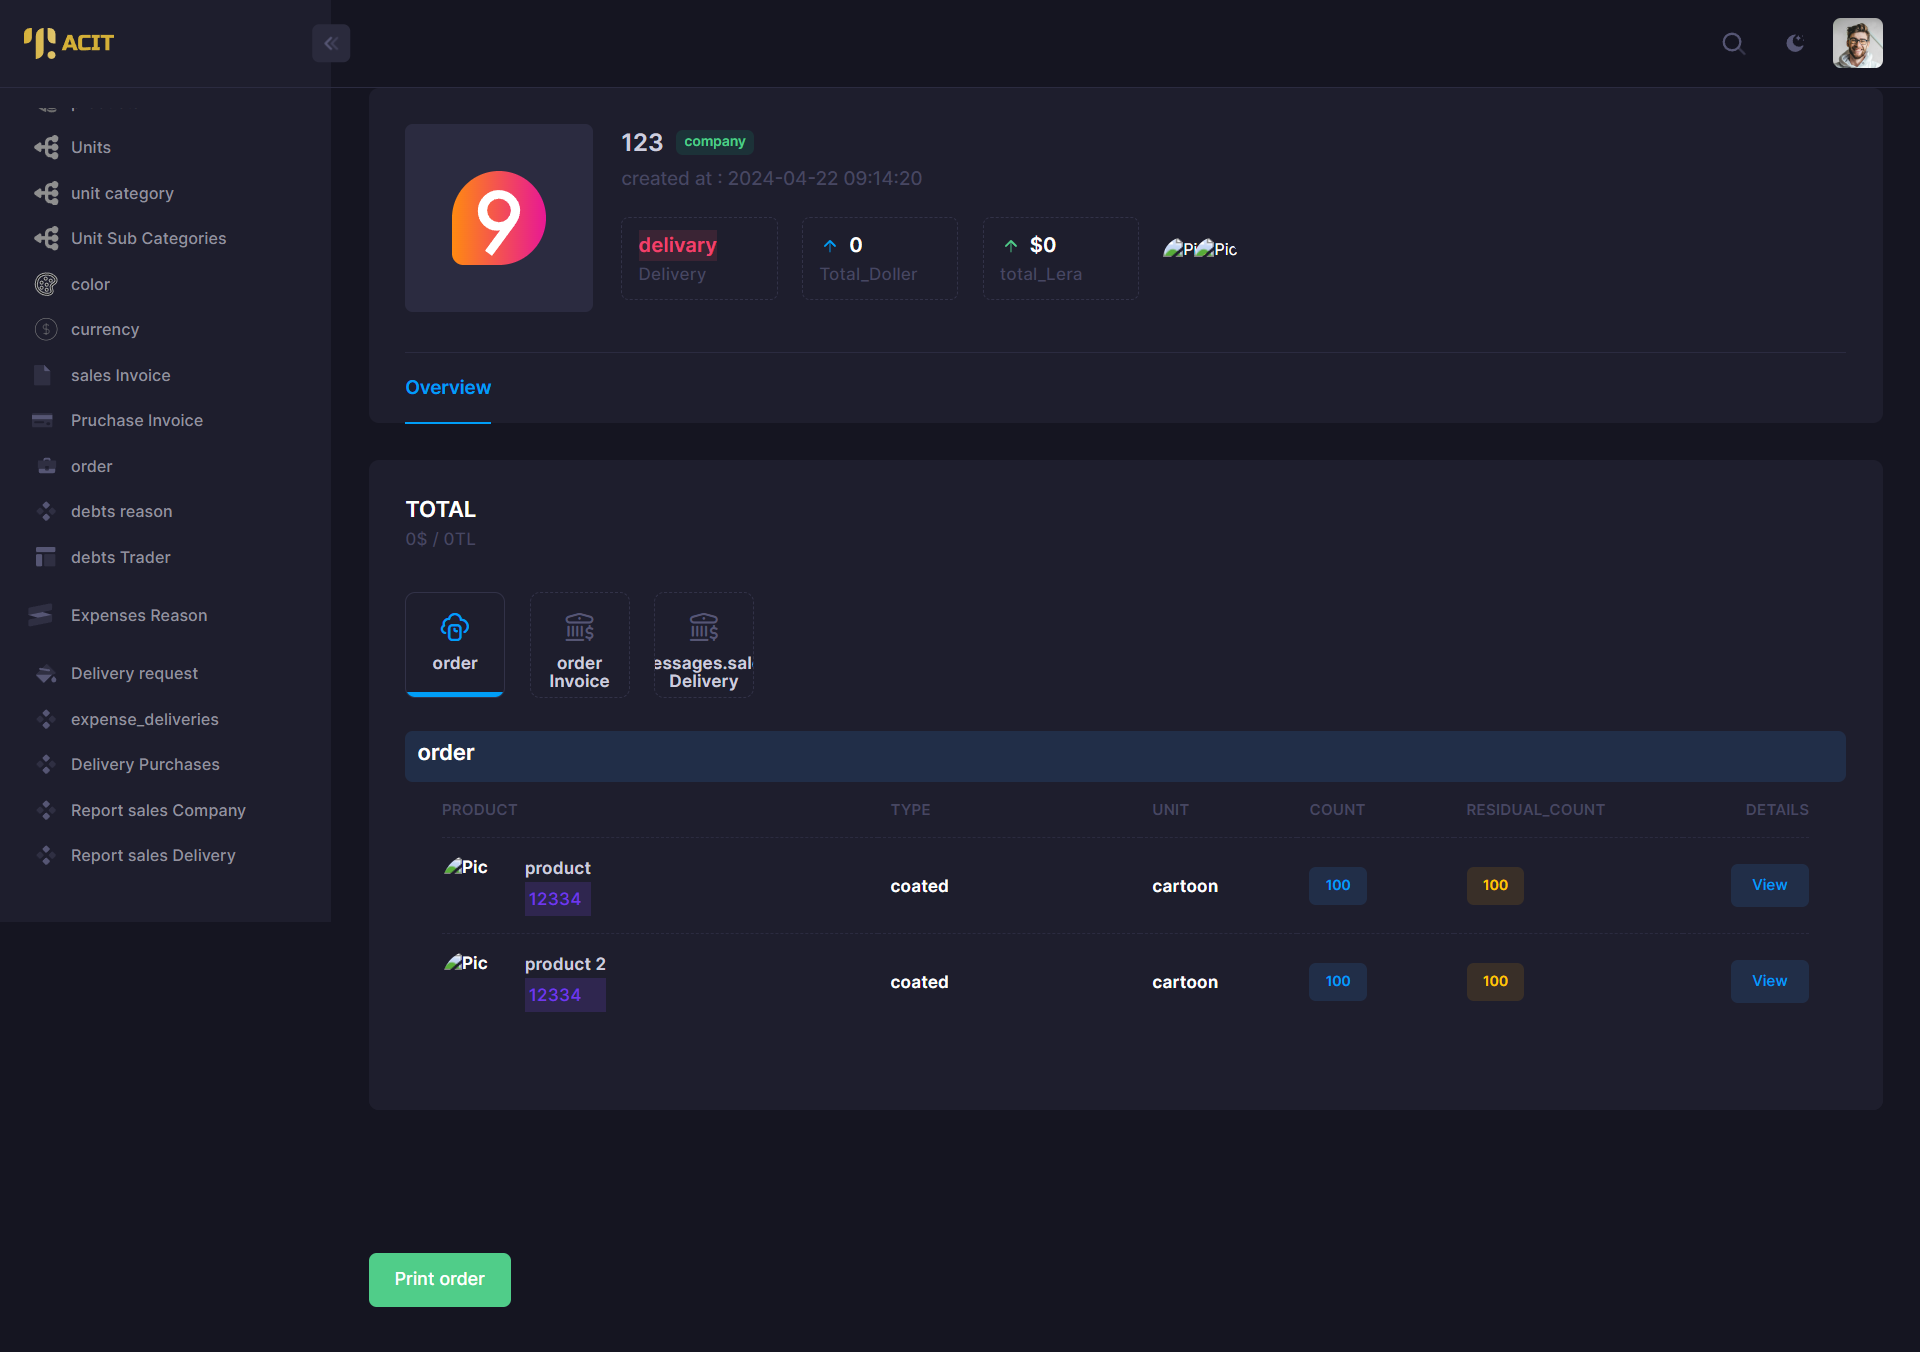 ACIT
Units
unit category
Unit Sub Categories
color
currency
sales Invoice
Pruchase Invoice
order
debts reason
debts Trader
Expenses Reason
Delivery request
expense_deliveries
Delivery Purchases
Report sales Company
Report sales Delivery
9
123 company
created at : 2024-04-22 09:14:20
delivary
Delivery
0
Total_Doller
$0
total_Lera
Pi Pic
Overview
TOTAL
0$ / 0TL
order
order
Invoice
essages.sal
Delivery
order
PRODUCT TYPE UNIT COUNT RESIDUAL_COUNT DETAILS
Pic product
12334
coated cartoon 100 100 View
Pic product 2
12334
coated cartoon 100 100 View
Print order